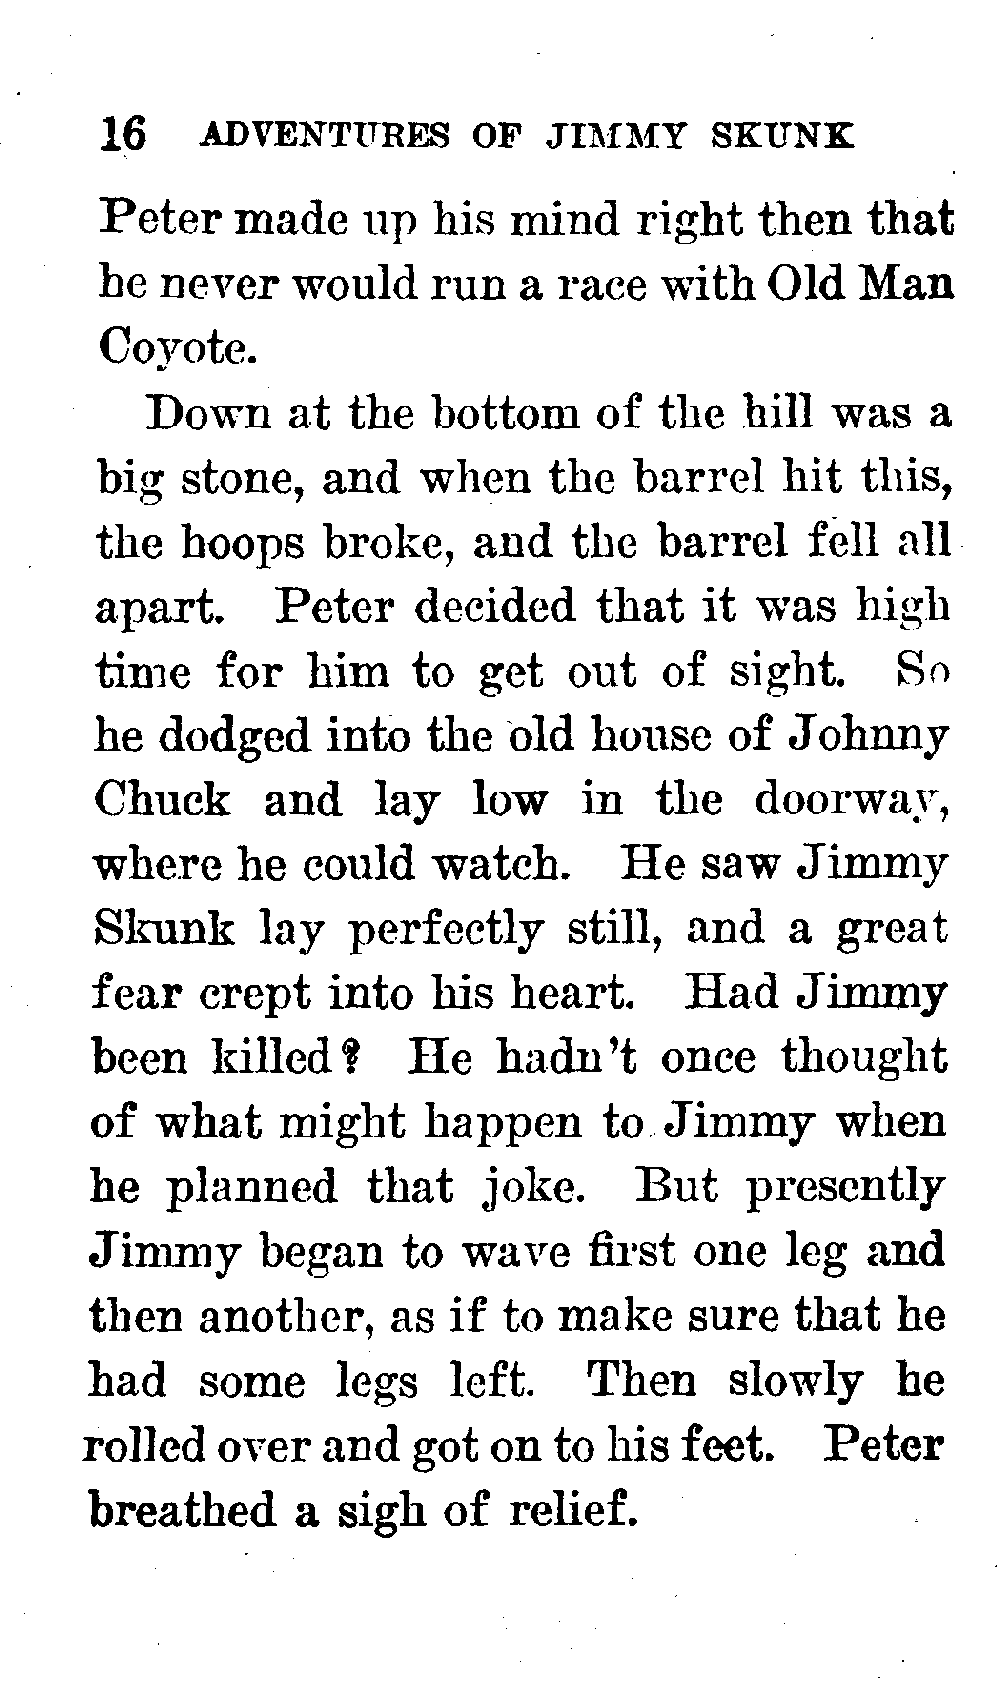 16 ADVENTURES OF JIMMY SKUNK
Peter made up his mind right then that
he never would run a race with Old Man
Coyote.
Down at the bottom of the hill was a
big stone, and when the barrel hit this,
the hoops broke, and the barrel fell all
apart. Peter decided that it was high
time for him to get out of sight. So
he dodged into the old house of Johnny
Chuck and lay low in the doorway,
where he could watch. He saw Jimmy
Skunk lay perfectly still, and a great
fear crept into his heart. Had Jimmy
been killed? He hadn't once thought
of what might happen to Jimmy when
he planned that joke. But presently
Jimmy began to wave first one leg and
then another, as if to make sure that he
had some legs left. Then slowly he
rolled over and got on to his feet. Peter
breathed a sigh of relief.